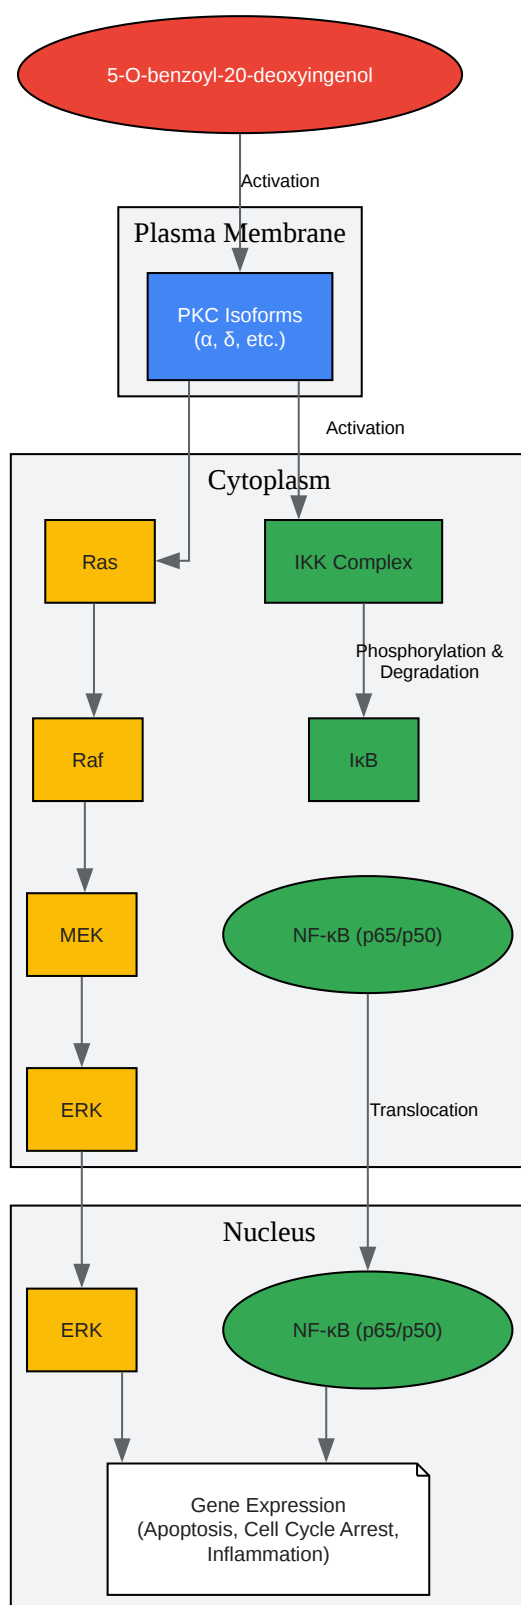 5-O-benzoyl-20-deoxyingenol
Activation
Plasma Membrane
PKC Isoforms
(α, δ, etc.)
Activation
Cytoplasm
Ras
IKK Complex
Phosphorylation &
Degradation
Raf
IκB
MEK
NF-κB (p65/p50)
ERK
Translocation
Nucleus
ERK
NF-κB (p65/p50)
Gene Expression
(Apoptosis, Cell Cycle Arrest,
Inflammation)